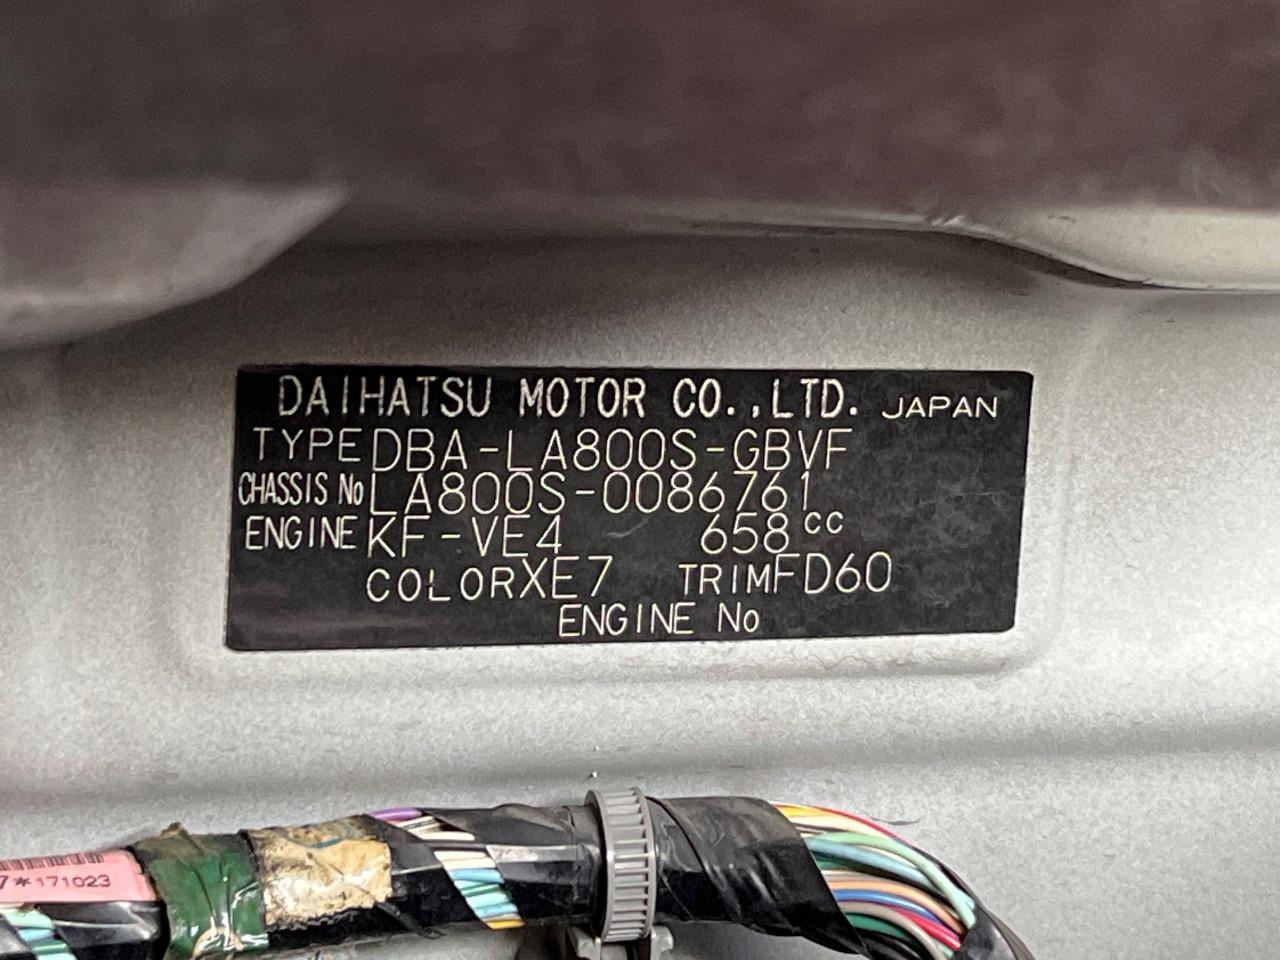 DAIHATSU MOTOR CO.,LTD. JAPAN
TYPE DBA-LA800S-GBVF
CHASSIS No LA800S-0086761
ENGINE KF-VE4 658cc
COLOR XE7 TRIM FD60
ENGINE No
7*171023